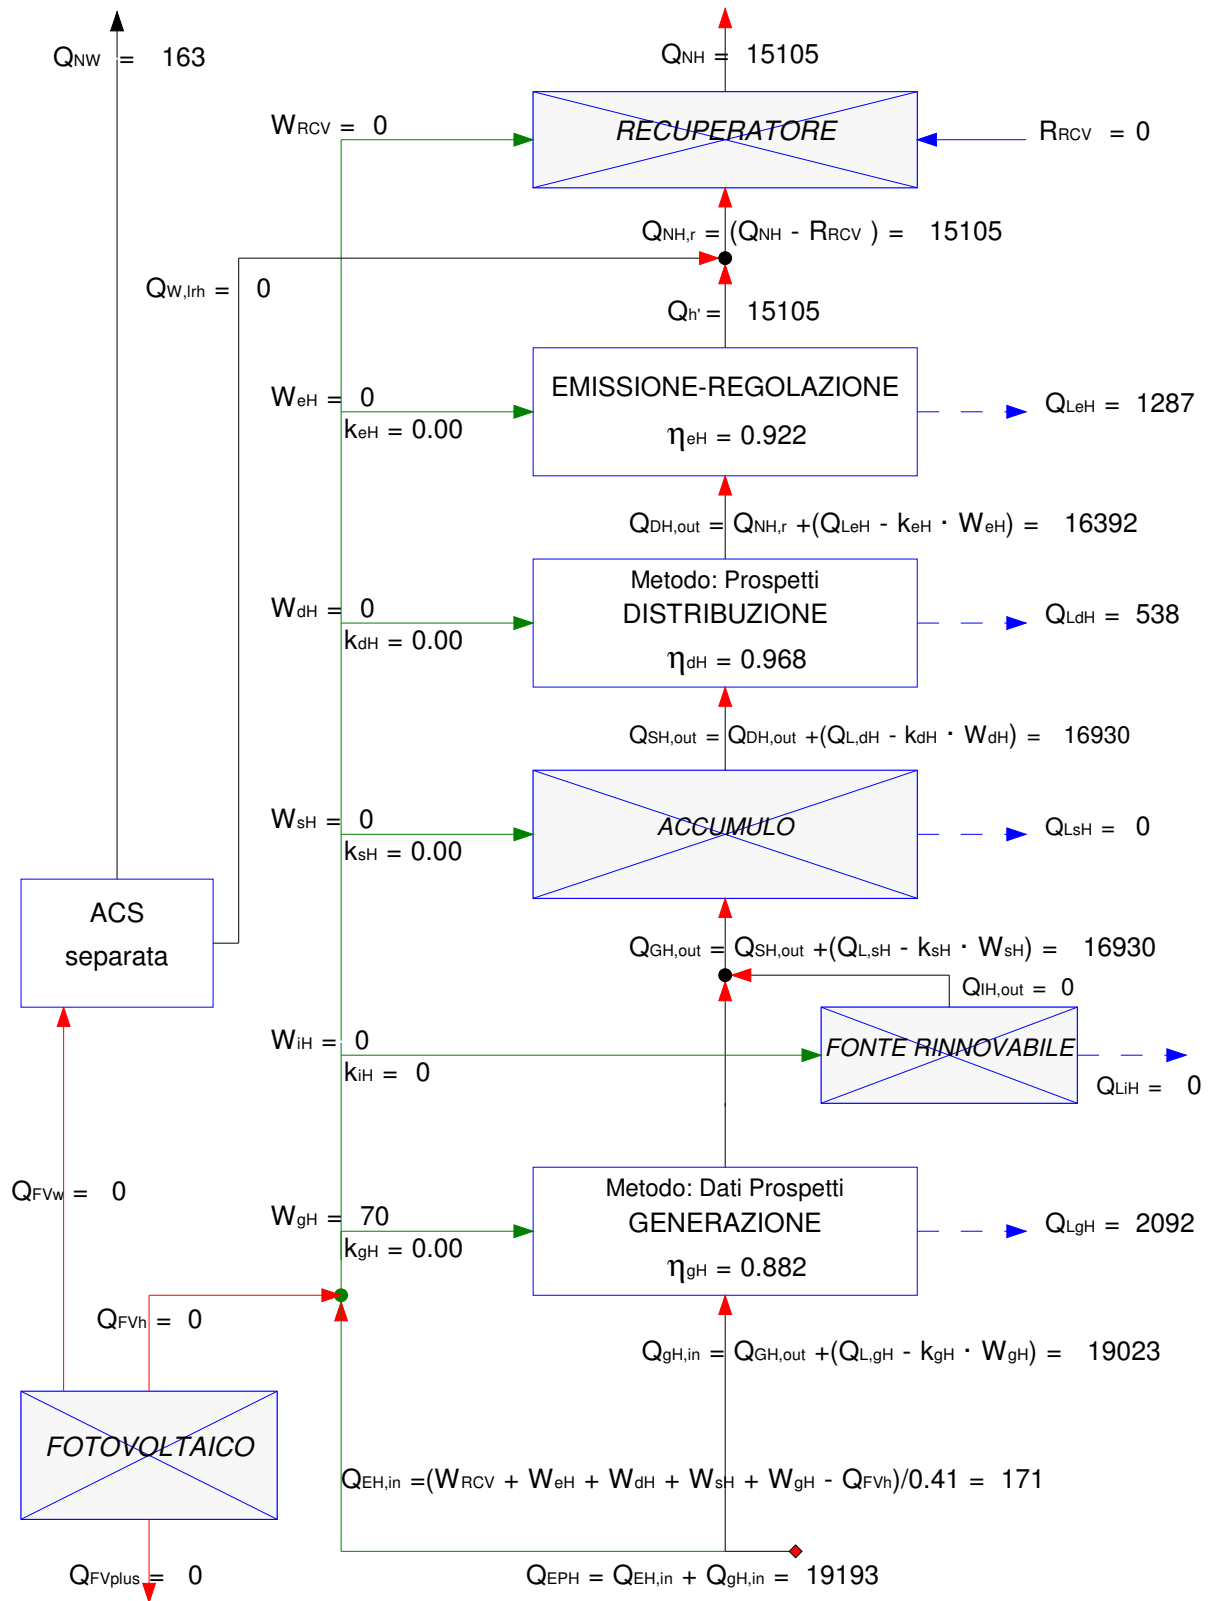 QNW = 163
QNH = 15105
WRCV = 0
RECUPERATORE
RRCV = 0
QNH,r = (QNH - RRCV ) = 15105
QW,lrh = 0
Qh' = 15105
WeH = 0
keH = 0.00
EMISSIONE-REGOLAZIONE
ηeH = 0.922
QLeH = 1287
QDH,out = QNH,r +(QLeH - keH · WeH) = 16392
WdH = 0
kdH = 0.00
Metodo: Prospetti
DISTRIBUZIONE
ηdH = 0.968
QLdH = 538
QSH,out = QDH,out +(QL,dH - kdH · WdH) = 16930
WsH = 0
ksH = 0.00
ACCUMULO
QLsH = 0
ACS
separata
QGH,out = QSH,out +(QL,sH - ksH · WsH) = 16930
QIH,out = 0
WiH = 0
kiH = 0
FONTE RINNOVABILE
QLiH = 0
QFVw = 0
WgH = 70
kgH = 0.00
Metodo: Dati Prospetti
GENERAZIONE
ηgH = 0.882
QLgH = 2092
QFVh = 0
QgH,in = QGH,out +(QL,gH - kgH · WgH) = 19023
FOTOVOLTAICO
QEH,in =(WRCV + WeH + WdH + WsH + WgH - QFVh)/0.41 = 171
QFVplus = 0
QEPH = QEH,in + QgH,in = 19193